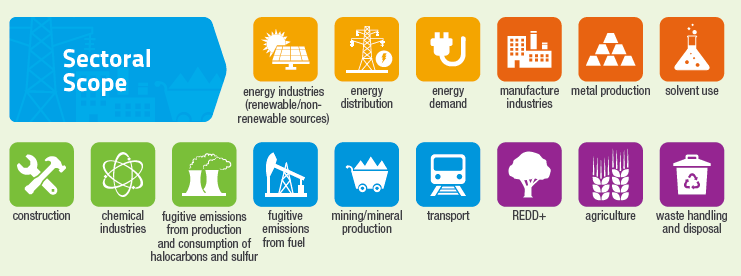 Sectoral
Scope
energy industries
(renewable/non-
renewable sources)
energy
distribution
energy
demand
manufacture
industries
metal production
solvent use
construction
chemical
industries
fugitive emissions
from production
and consumption of
halocarbons and sulfur
fugitive
emissions
from fuel
mining/mineral
production
transport
REDD+
agriculture
waste handling
and disposal